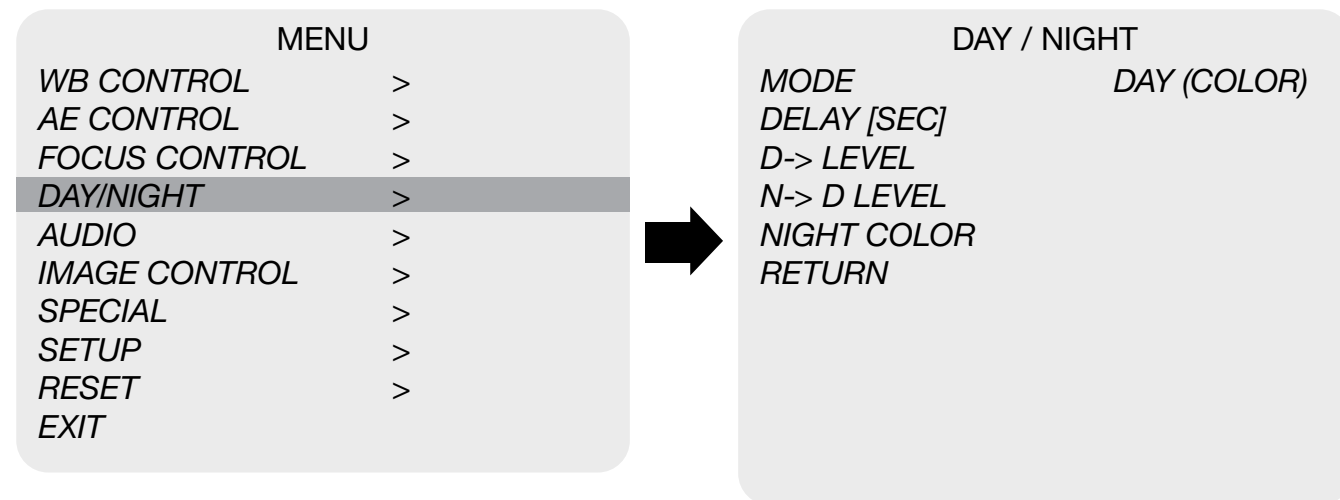 MENU
WB CONTROL >
AE CONTROL >
FOCUS CONTROL >
DAY/NIGHT >
AUDIO >
IMAGE CONTROL >
SPECIAL >
SETUP >
RESET >
EXIT
DAY / NIGHT
MODE DAY (COLOR)
DELAY [SEC]
D-> LEVEL
N-> D LEVEL
NIGHT COLOR
RETURN